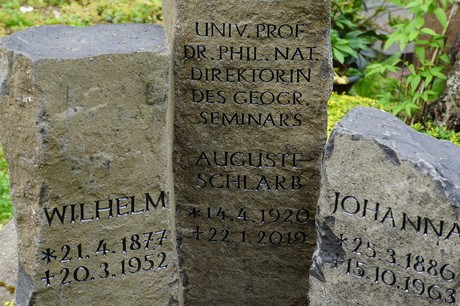 UNIV. PROF
DR. PHIL. NAT.
DIREKTORIN
DES GEOGR.
SEMINARS
AUGUSTE
SCHLARB
*14.4.1920
+22.1.2019
WILHELM
*21.4.1877
+20.3.1952
JOHANNA
*25.3.1886
+15.10.1963